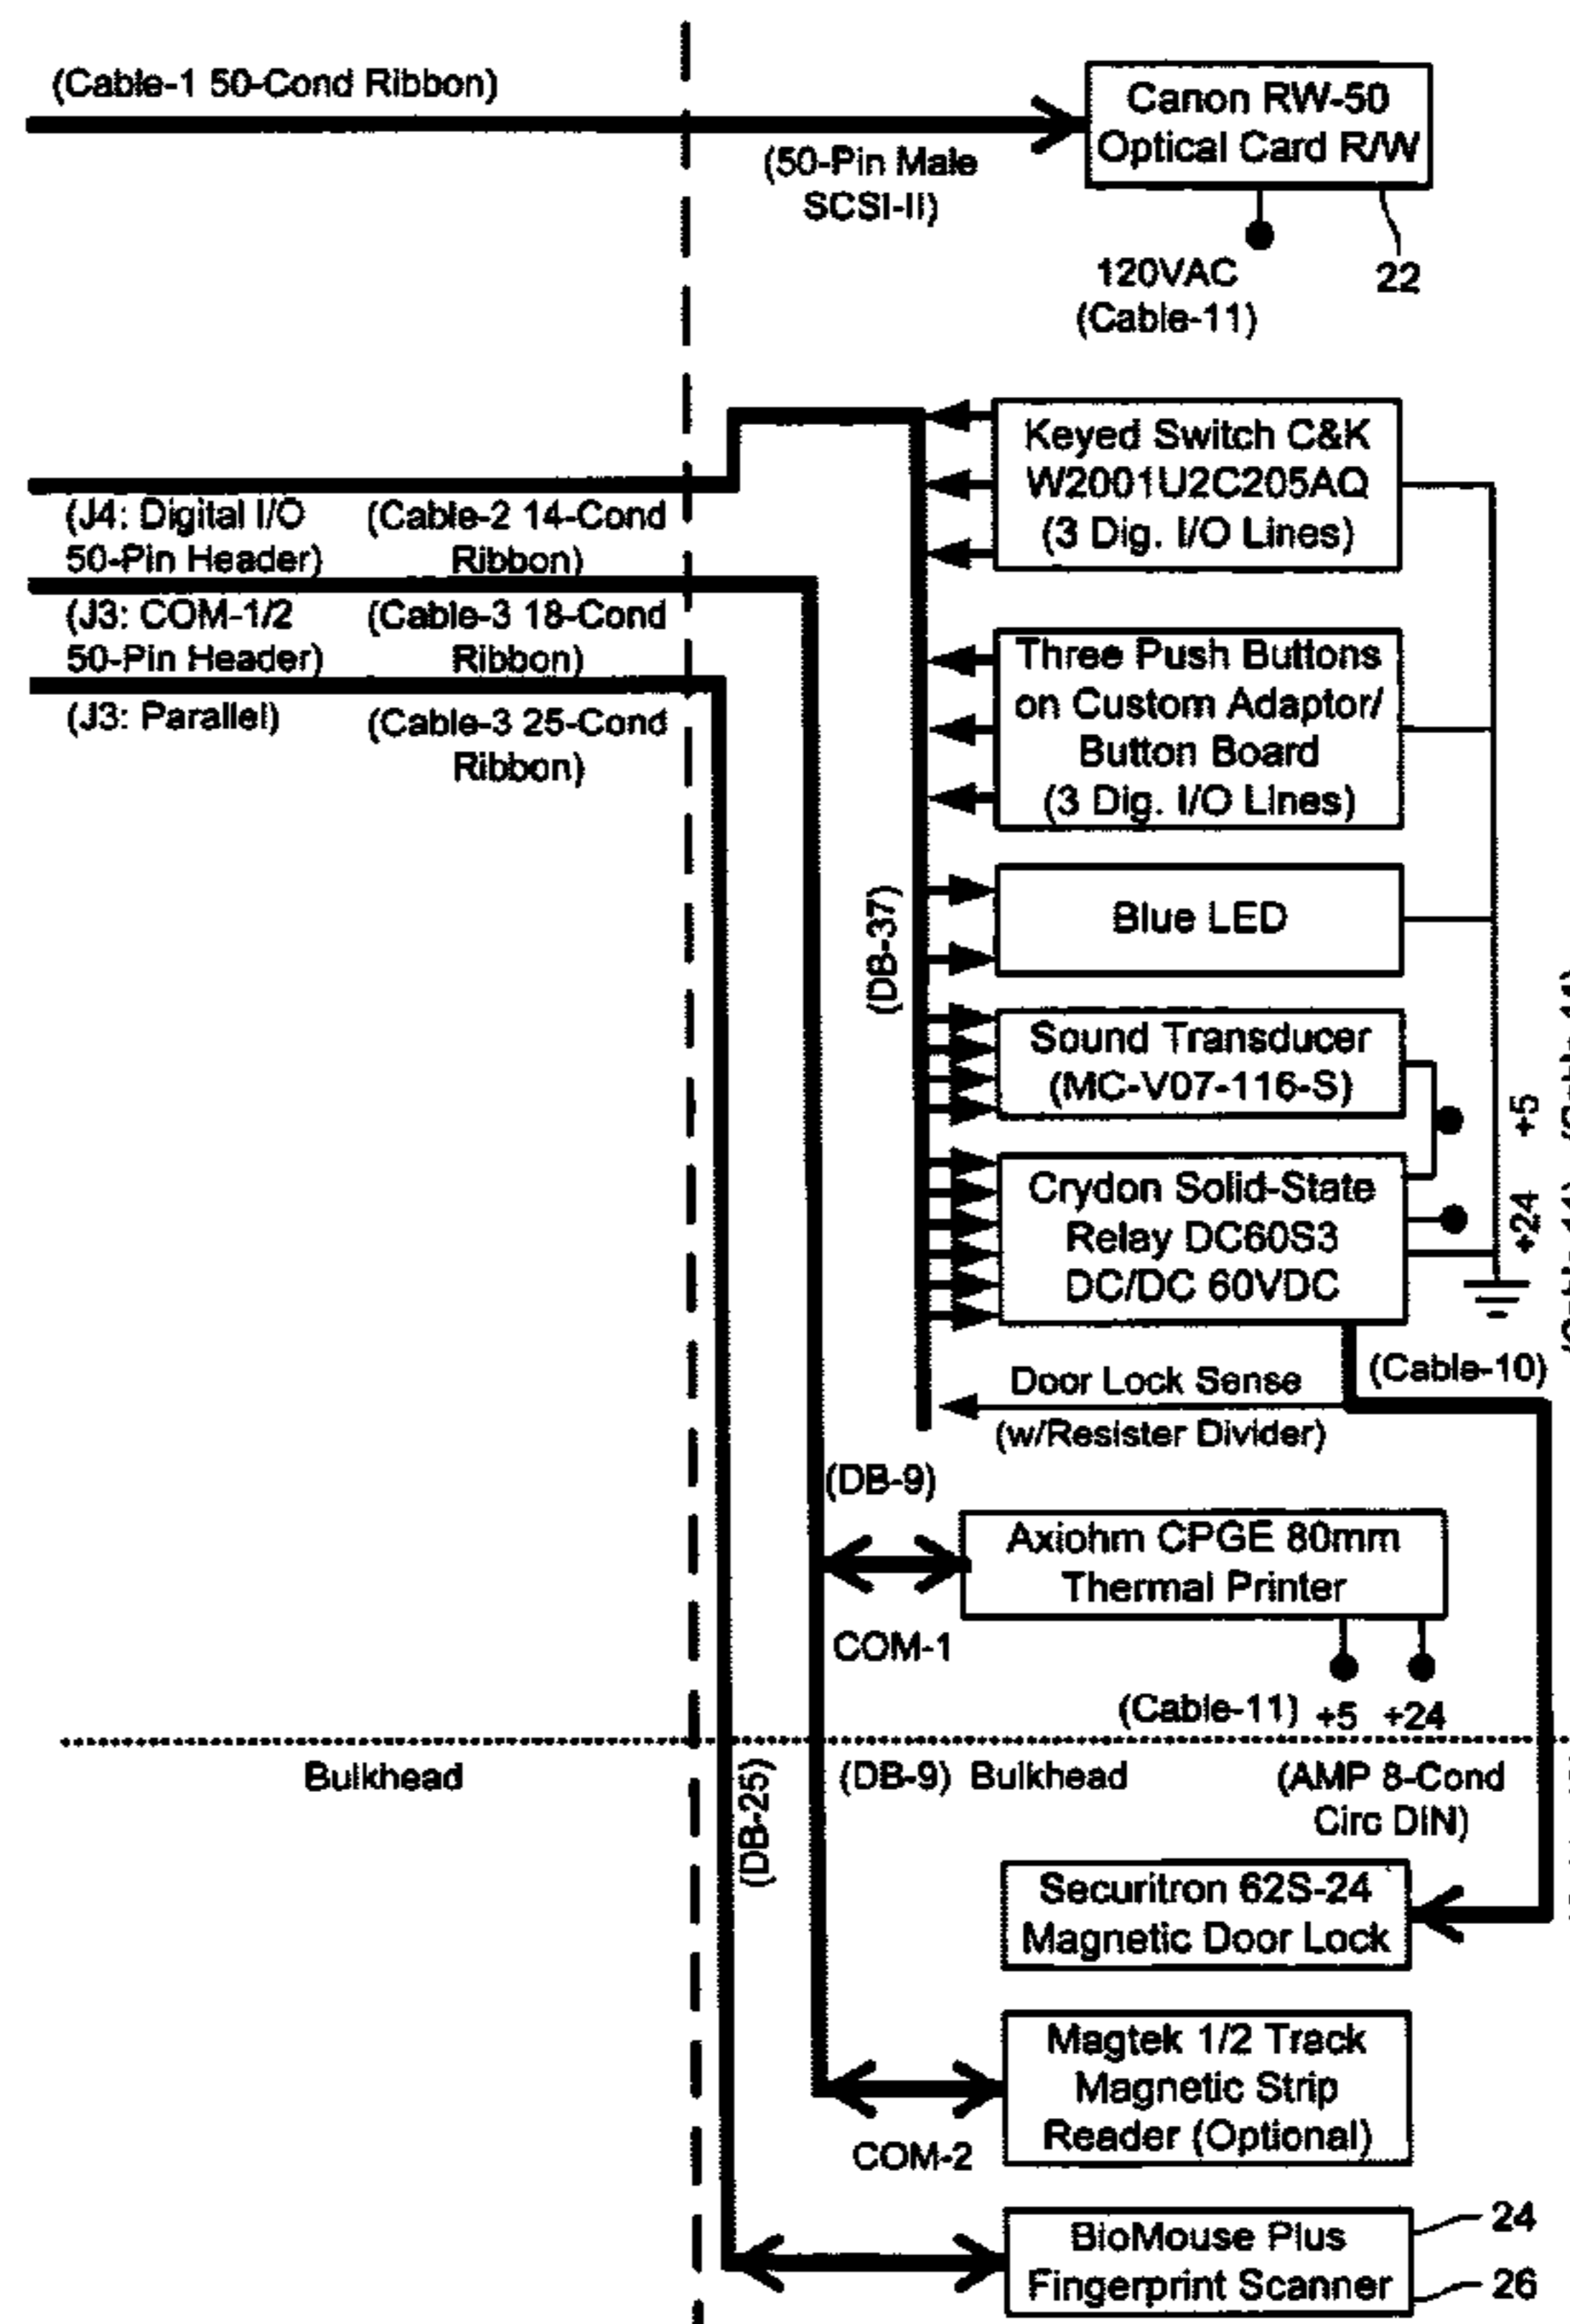 (Cable-1 50-Cond Ribbon)
(50-Pin Male
SCSI-II)
Canon RW-50
Optical Card R/W
120VAC
(Cable-11)
22
(J4: Digital I/O
50-Pin Header)
(Cable-2 14-Cond
Ribbon)
(J3: COM-1/2
50-Pin Header)
(Cable-3 18-Cond
Ribbon)
(J3: Parallel)
(Cable-3 25-Cond
Ribbon)
Keyed Switch C&K
W2001U2C205AQ
(3 Dig. I/O Lines)
Three Push Buttons
on Custom Adaptor/
Button Board
(3 Dig. I/O Lines)
(DB-37)
Blue LED
Sound Transducer
(MC-V07-116-S)
+5
Crydon Solid-State
Relay DC60S3
DC/DC 60VDC
+24
(Cable-10)
Door Lock Sense
(w/Resister Divider)
(DB-9)
Axiohm CPGE 80mm
Thermal Printer
COM-1
(Cable-11) +5 +24
Bulkhead
(DB-25)
(DB-9) Bulkhead
(AMP 8-Cond
Circ DIN)
Securitron 62S-24
Magnetic Door Lock
Magtek 1/2 Track
Magnetic Strip
Reader (Optional)
COM-2
BioMouse Plus
Fingerprint Scanner
24
26